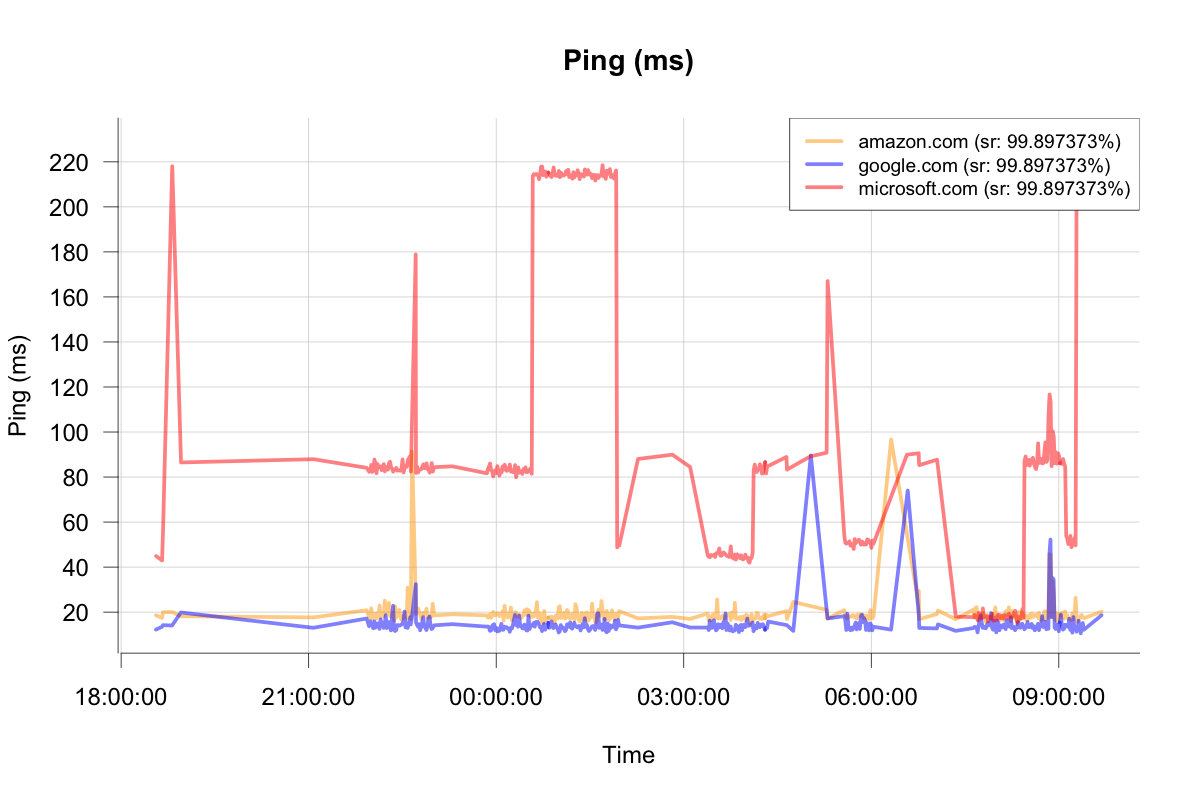 Ping (ms)
amazon.com (sr: 99.897373%)
google.com (sr: 99.897373%)
microsoft.com (sr: 99.897373%)
Ping (ms)
220
200
180
160
140
120
100
80
60
40
20
18:00:00 21:00:00 00:00:00 03:00:00 06:00:00 09:00:00
Time